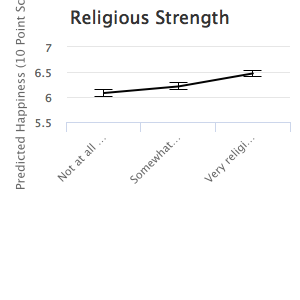 Religious Strength
Predicted Happiness (10 Point Sc
7
6.5
6
5.5
Not at all ...
Somewhat...
Very religi...